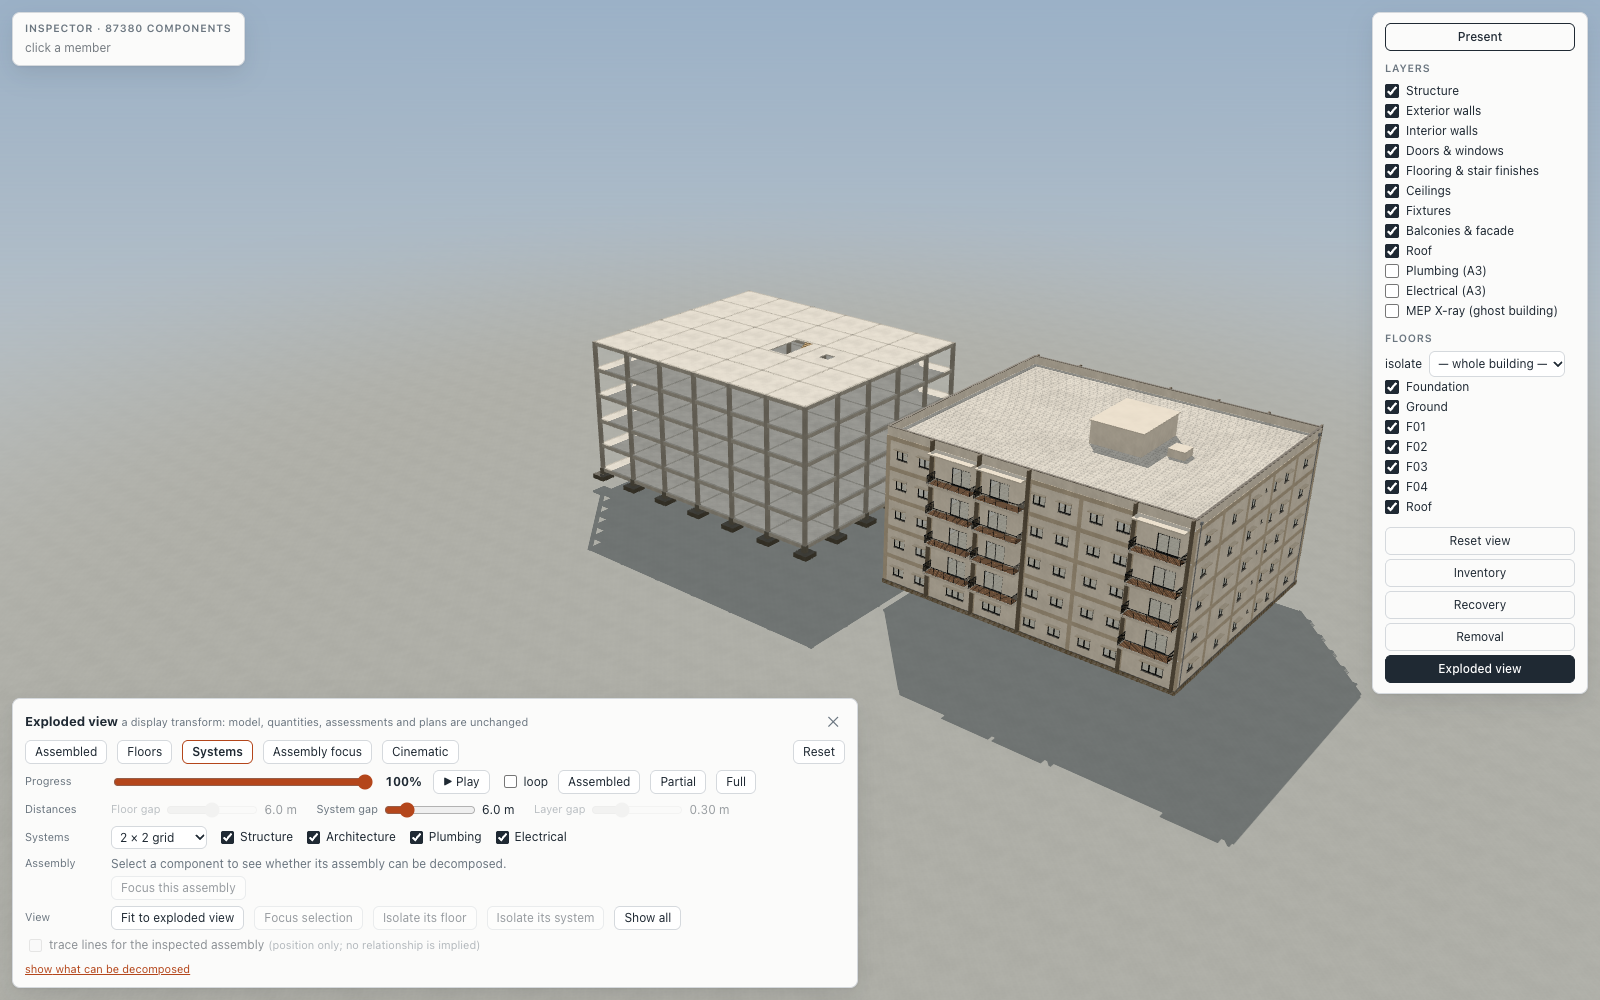 INSPECTOR · 87380 COMPONENTS
click a member
Present
LAYERS
Structure
Exterior walls
Interior walls
Doors & windows
Flooring & stair finishes
Ceilings
Fixtures
Balconies & facade
Roof
Plumbing (A3)
Electrical (A3)
MEP X-ray (ghost building)
FLOORS
isolate — whole building —
Foundation
Ground
F01
F02
F03
F04
Roof
Reset view
Inventory
Recovery
Removal
Exploded view
Exploded view a display transform: model, quantities, assessments and plans are unchanged
Assembled Floors Systems Assembly focus Cinematic Reset
Progress 100% Play loop Assembled Partial Full
Distances Floor gap 6.0 m System gap 6.0 m Layer gap 0.30 m
Systems 2 × 2 grid Structure Architecture Plumbing Electrical
Assembly Select a component to see whether its assembly can be decomposed.
Focus this assembly
View Fit to exploded view Focus selection Isolate its floor Isolate its system Show all
trace lines for the inspected assembly (position only; no relationship is implied)
show what can be decomposed